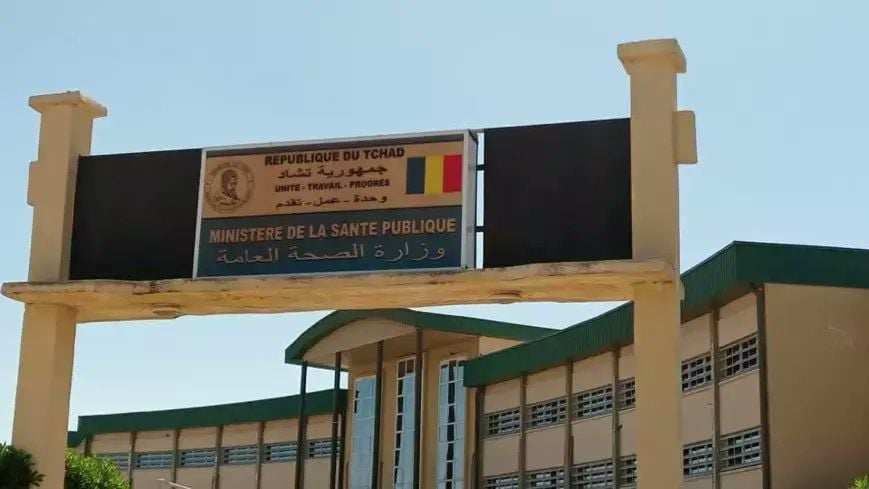 REPUBLIQUE DU TCHAD
جمهورية تشاد
UNITE - TRAVAIL - PROGRES
وحدة - عمل - تقدم
MINISTERE DE LA SANTE PUBLIQUE
وزارة الصحة العامة